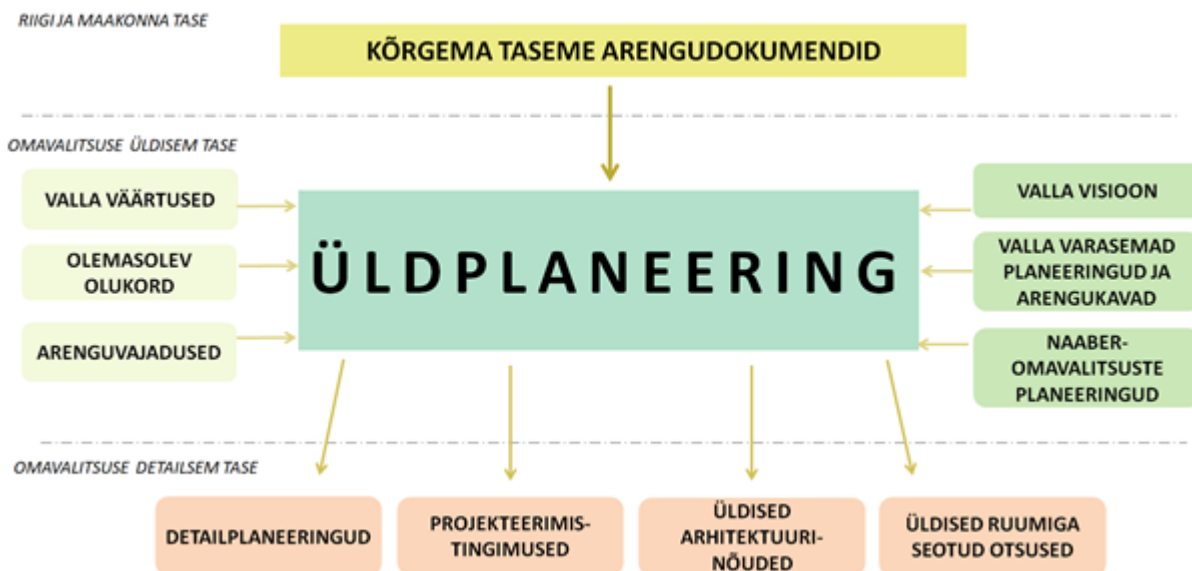 RIIGI JA MAAKONNA TASE
KÕRGEMA TASEME ARENGUDOKUMENDID
OMAVALITSUSE ÜLDISEM TASE
VALLA VÄÄRTUSED
OLEMASOLEV
OLUKORD
ARENGUVAJADUSED
ÜLDPLANEERING
VALLA VISIOON
VALLA VARASEMAD
PLANEERINGUD JA
ARENGUKAVAD
NAABER-
OMAVALITSUSTE
PLANEERINGUD
OMAVALITSUSE DETAILSEM TASE
DETAILPLANEERINGUD
PROJEKTEERIMIS-
TINGIMUSED
ÜLDISED
ARHITEKTUURI-
NÕUDED
ÜLDISED RUUMIGA
SEOTUD OTSUSED